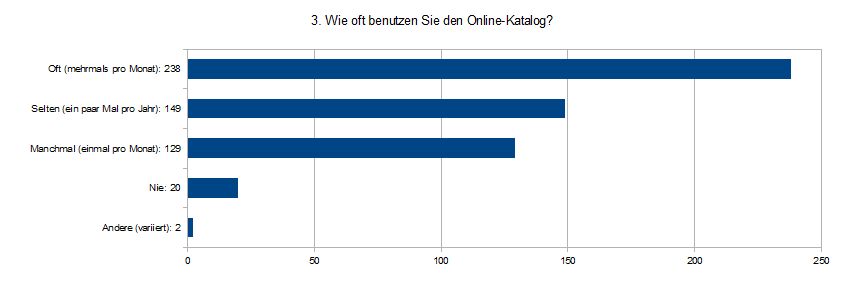 3. Wie oft benutzen Sie den Online-Katalog?
Oft (mehrmals pro Monat): 238
Selten (ein paar Mal pro Jahr): 149
Manchmal (einmal pro Monat): 129
Nie: 20
Andere (variiert): 2
0 50 100 150 200 250